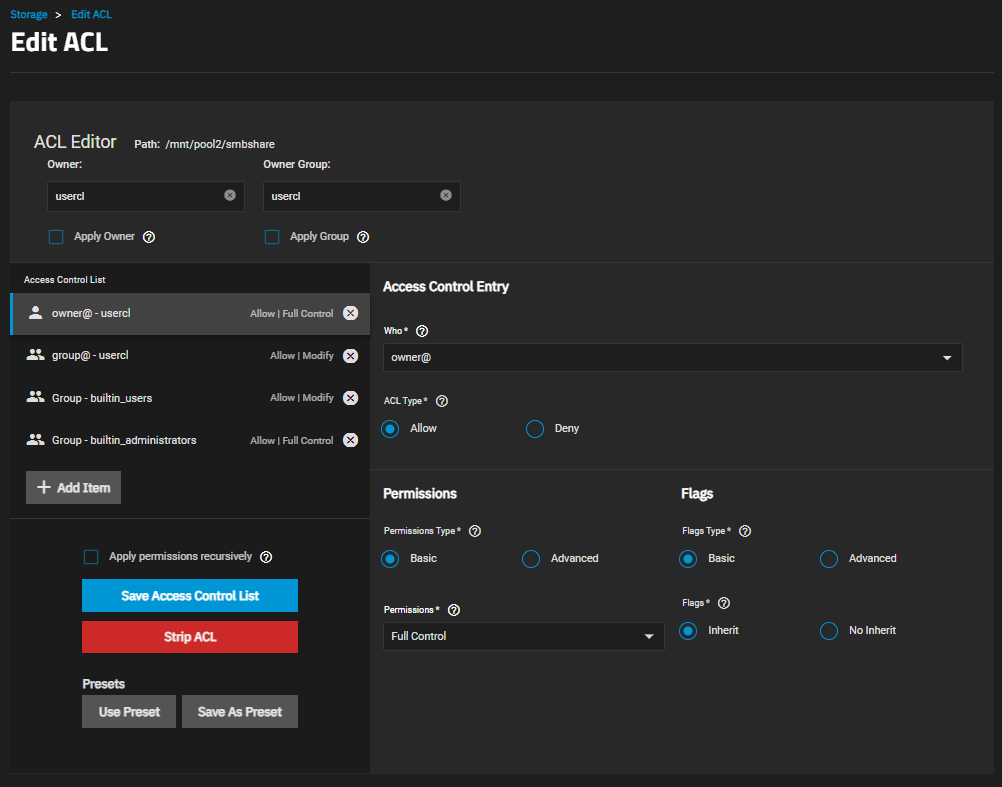 Storage > Edit ACL
Edit ACL
ACL Editor Path: /mnt/pool2/smbshare
Owner: Owner Group:
usercl usercl
Apply Owner Apply Group
Access Control List
owner@ - usercl Allow | Full Control
group@ - usercl Allow | Modify
Group - builtin_users Allow | Modify
Group - builtin_administrators Allow | Full Control
+ Add Item
Apply permissions recursively
Save Access Control List
Strip ACL
Presets
Use Preset Save As Preset
Access Control Entry
Who *
owner@
ACL Type *
Allow Deny
Permissions
Permissions Type *
Basic Advanced
Permissions *
Full Control
Flags
Flags Type *
Basic Advanced
Flags *
Inherit No Inherit